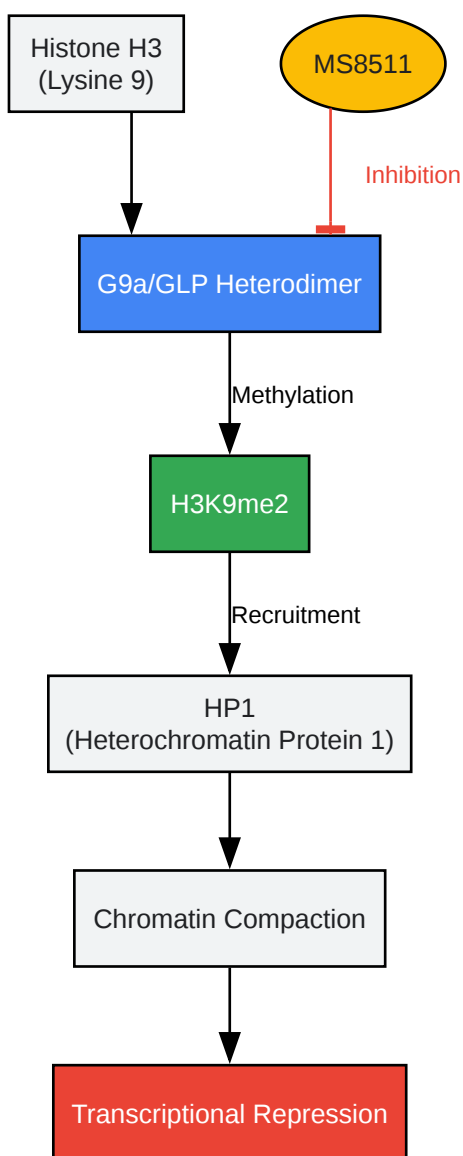 Histone H3
(Lysine 9)
MS8511
Inhibition
G9a/GLP Heterodimer
Methylation
H3K9me2
Recruitment
HP1
(Heterochromatin Protein 1)
Chromatin Compaction
Transcriptional Repression